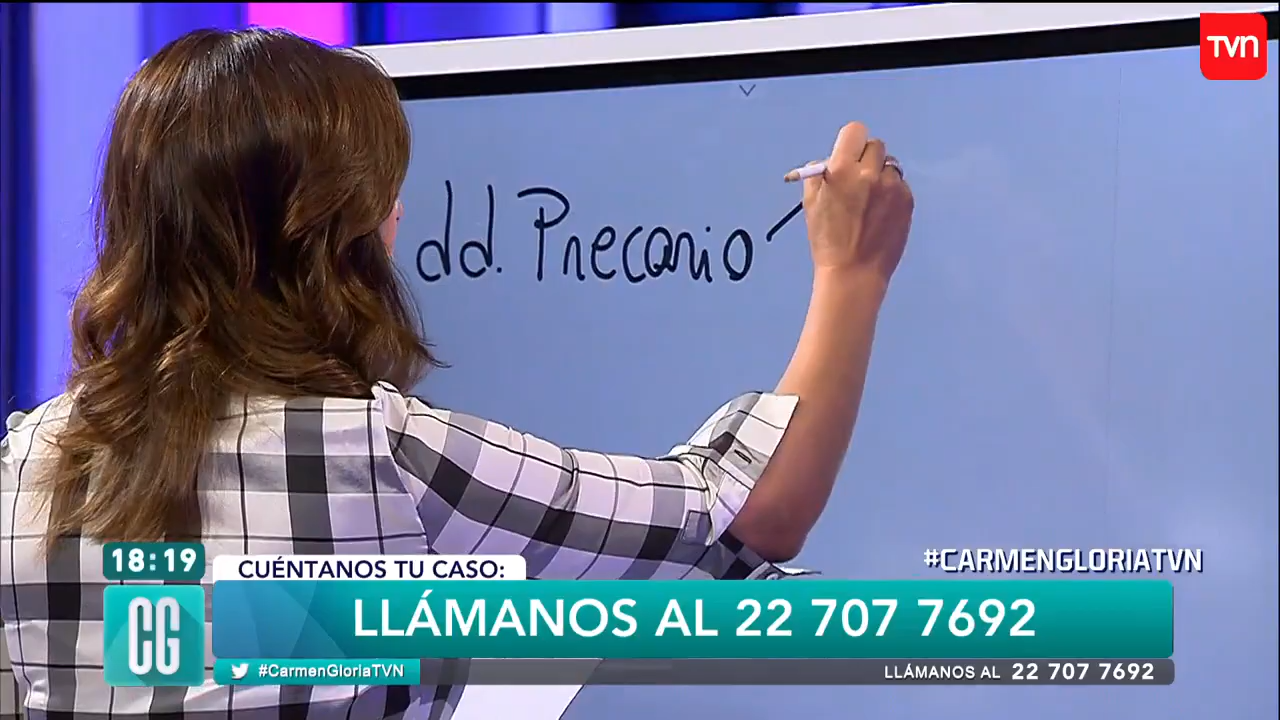 TVN
dd. Precario
18:19
CUÉNTANOS TU CASO:
#CARMENGLORIATVN
CG
LLÁMANOS AL 22 707 7692
#CarmenGloriaTVN
LLÁMANOS AL 22 707 7692